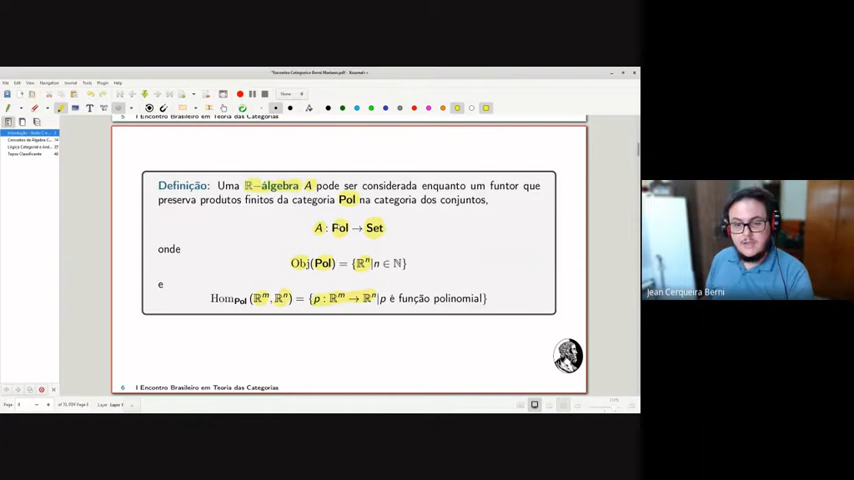 "Encontro Categorico Berni Mariano.pdf - Xournal++
File Edit View Navigation Journal Tools Plugin Help
5 I Encontro Brasileiro em Teoria das Categorias
Definição: Uma ℝ−álgebra A pode ser considerada enquanto um funtor que
preserva produtos finitos da categoria Pol na categoria dos conjuntos,
A : Pol → Set
onde
Obj(Pol) = {ℝⁿ|n ∈ ℕ}
e
Hom_Pol (ℝᵐ, ℝⁿ) = {p : ℝᵐ → ℝⁿ|p é função polinomial}
6 I Encontro Brasileiro em Teoria das Categorias
Jean Cerqueira Berni
Page
Layer